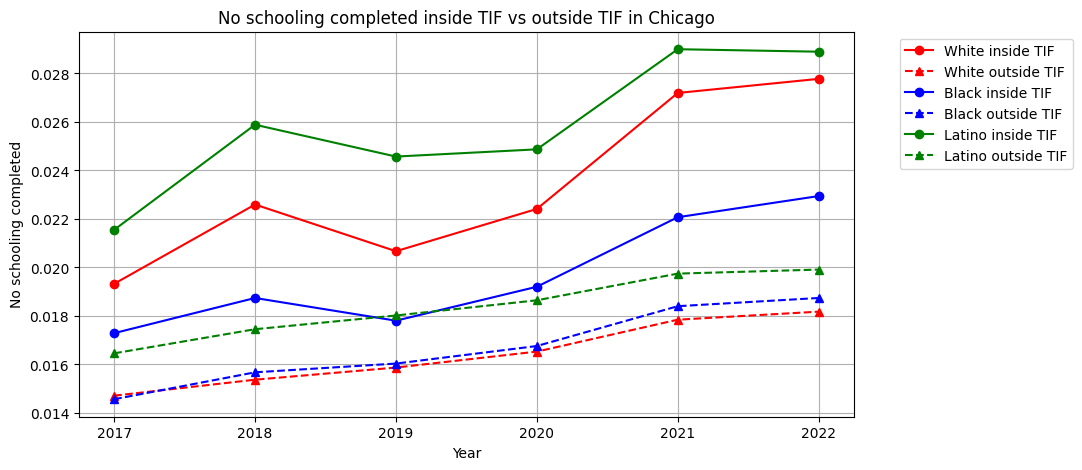 No schooling completed inside TIF vs outside TIF in Chicago
No schooling completed
0.028
0.026
0.024
0.022
0.020
0.018
0.016
0.014
2017 2018 2019 2020 2021 2022
Year
White inside TIF
White outside TIF
Black inside TIF
Black outside TIF
Latino inside TIF
Latino outside TIF